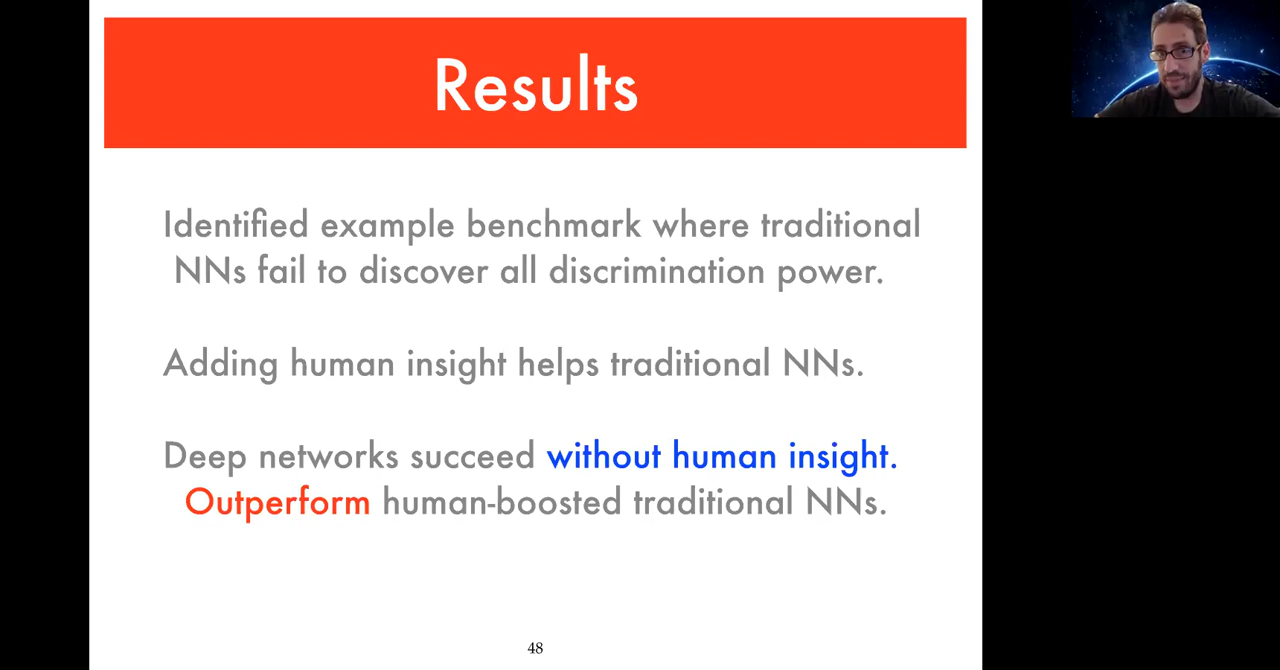 Results
Identified example benchmark where traditional
NNs fail to discover all discrimination power.
Adding human insight helps traditional NNs.
Deep networks succeed without human insight.
Outperform human-boosted traditional NNs.
48